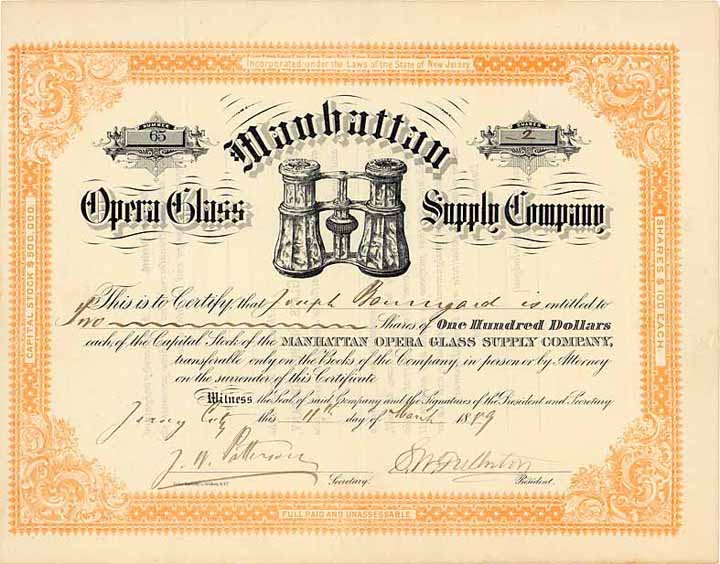 Incorporated under the Laws of the State of New Jersey
NUMBER
65
SHARES
2
Manhattan
Opera Glass Supply Company
CAPITAL STOCK $500,000.
SHARES $100 EACH.
This is to Certify, that Joseph is entitled to
Two Shares of One Hundred Dollars
each, of the Capital Stock of the MANHATTAN OPERA GLASS SUPPLY COMPANY,
transferable only on the Books of the Company, in person or by Attorney
on the surrender of this Certificate
Witness the Seal of said Company and the Signatures of the President and Secretary
Jersey City this 11th day of March 1889
J. W. Patterson
Secretary. President.
FULL PAID AND UNASSESSABLE.